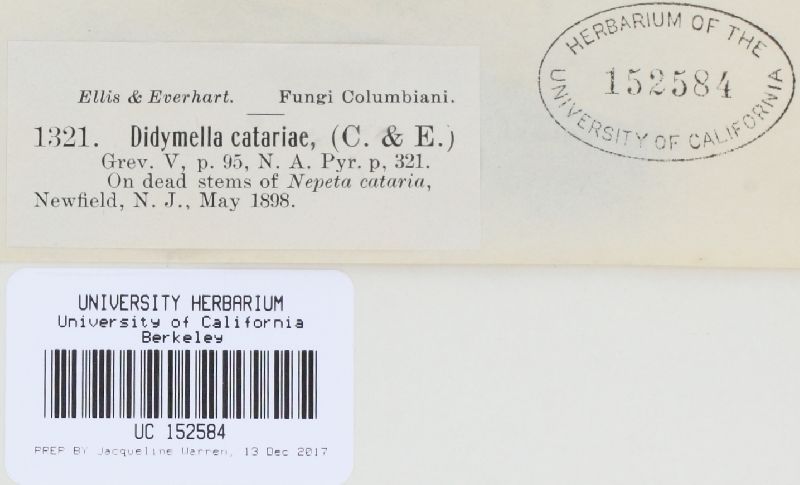 HERBARIUM OF THE
152584
UNIVERSITY OF CALIFORNIA
Ellis & Everhart. Fungi Columbiani.
1321. Didymella catariae, (C. & E.)
Grev. V, p. 95, N. A. Pyr. p, 321.
On dead stems of Nepeta cataria,
Newfield, N. J., May 1898.
UNIVERSITY HERBARIUM
University of California
Berkeley
UC 152584
PREP BY Jacqueline Warren, 13 Dec 2017